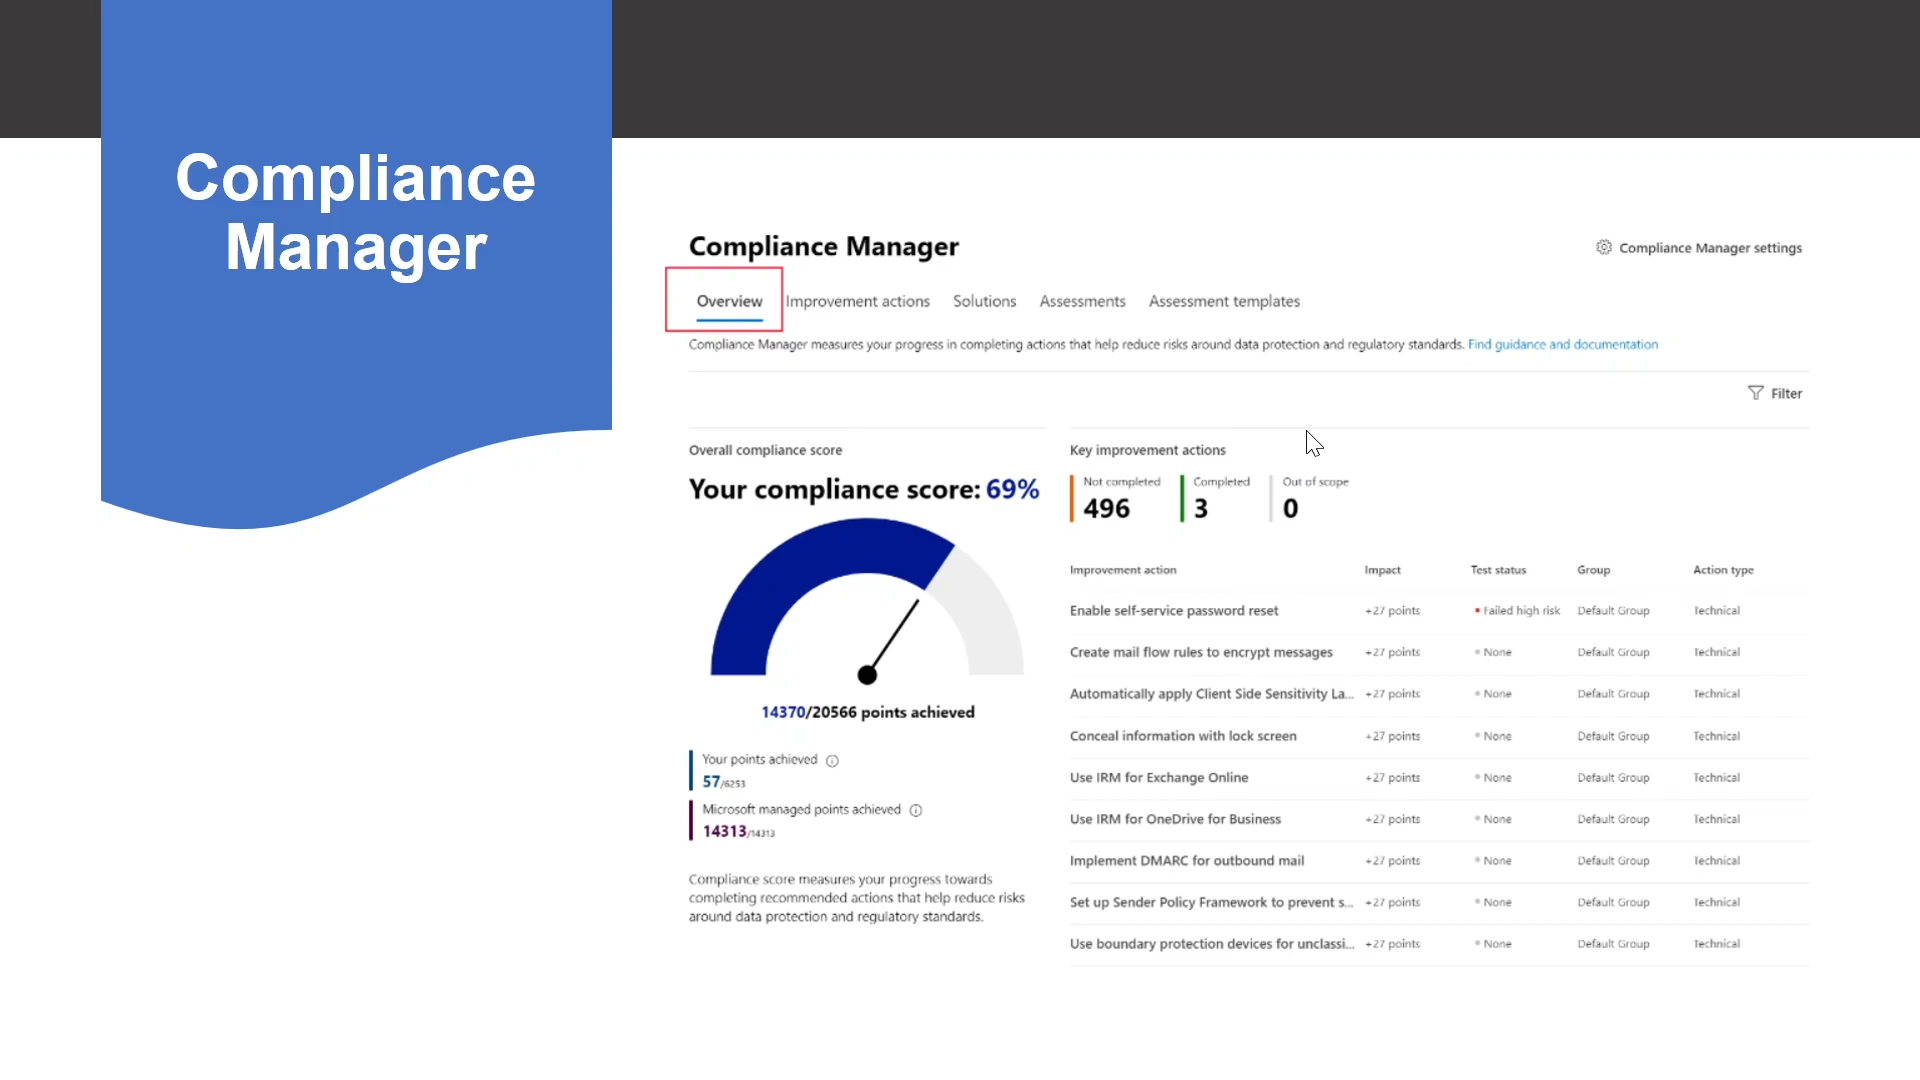 Compliance
Manager
Compliance Manager
Compliance Manager settings
Overview Improvement actions Solutions Assessments Assessment templates
Compliance Manager measures your progress in completing actions that help reduce risks around data protection and regulatory standards. Find guidance and documentation
Filter
Overall compliance score
Your compliance score: 69%
14370/20566 points achieved
Your points achieved
57/6253
Microsoft managed points achieved
14313/14313
Compliance score measures your progress towards
completing recommended actions that help reduce risks
around data protection and regulatory standards.
Key improvement actions
Not completed Completed Out of scope
496 3 0
Improvement action Impact Test status Group Action type
Enable self-service password reset +27 points Failed high risk Default Group Technical
Create mail flow rules to encrypt messages +27 points None Default Group Technical
Automatically apply Client Side Sensitivity La... +27 points None Default Group Technical
Conceal information with lock screen +27 points None Default Group Technical
Use IRM for Exchange Online +27 points None Default Group Technical
Use IRM for OneDrive for Business +27 points None Default Group Technical
Implement DMARC for outbound mail +27 points None Default Group Technical
Set up Sender Policy Framework to prevent s... +27 points None Default Group Technical
Use boundary protection devices for unclassi... +27 points None Default Group Technical